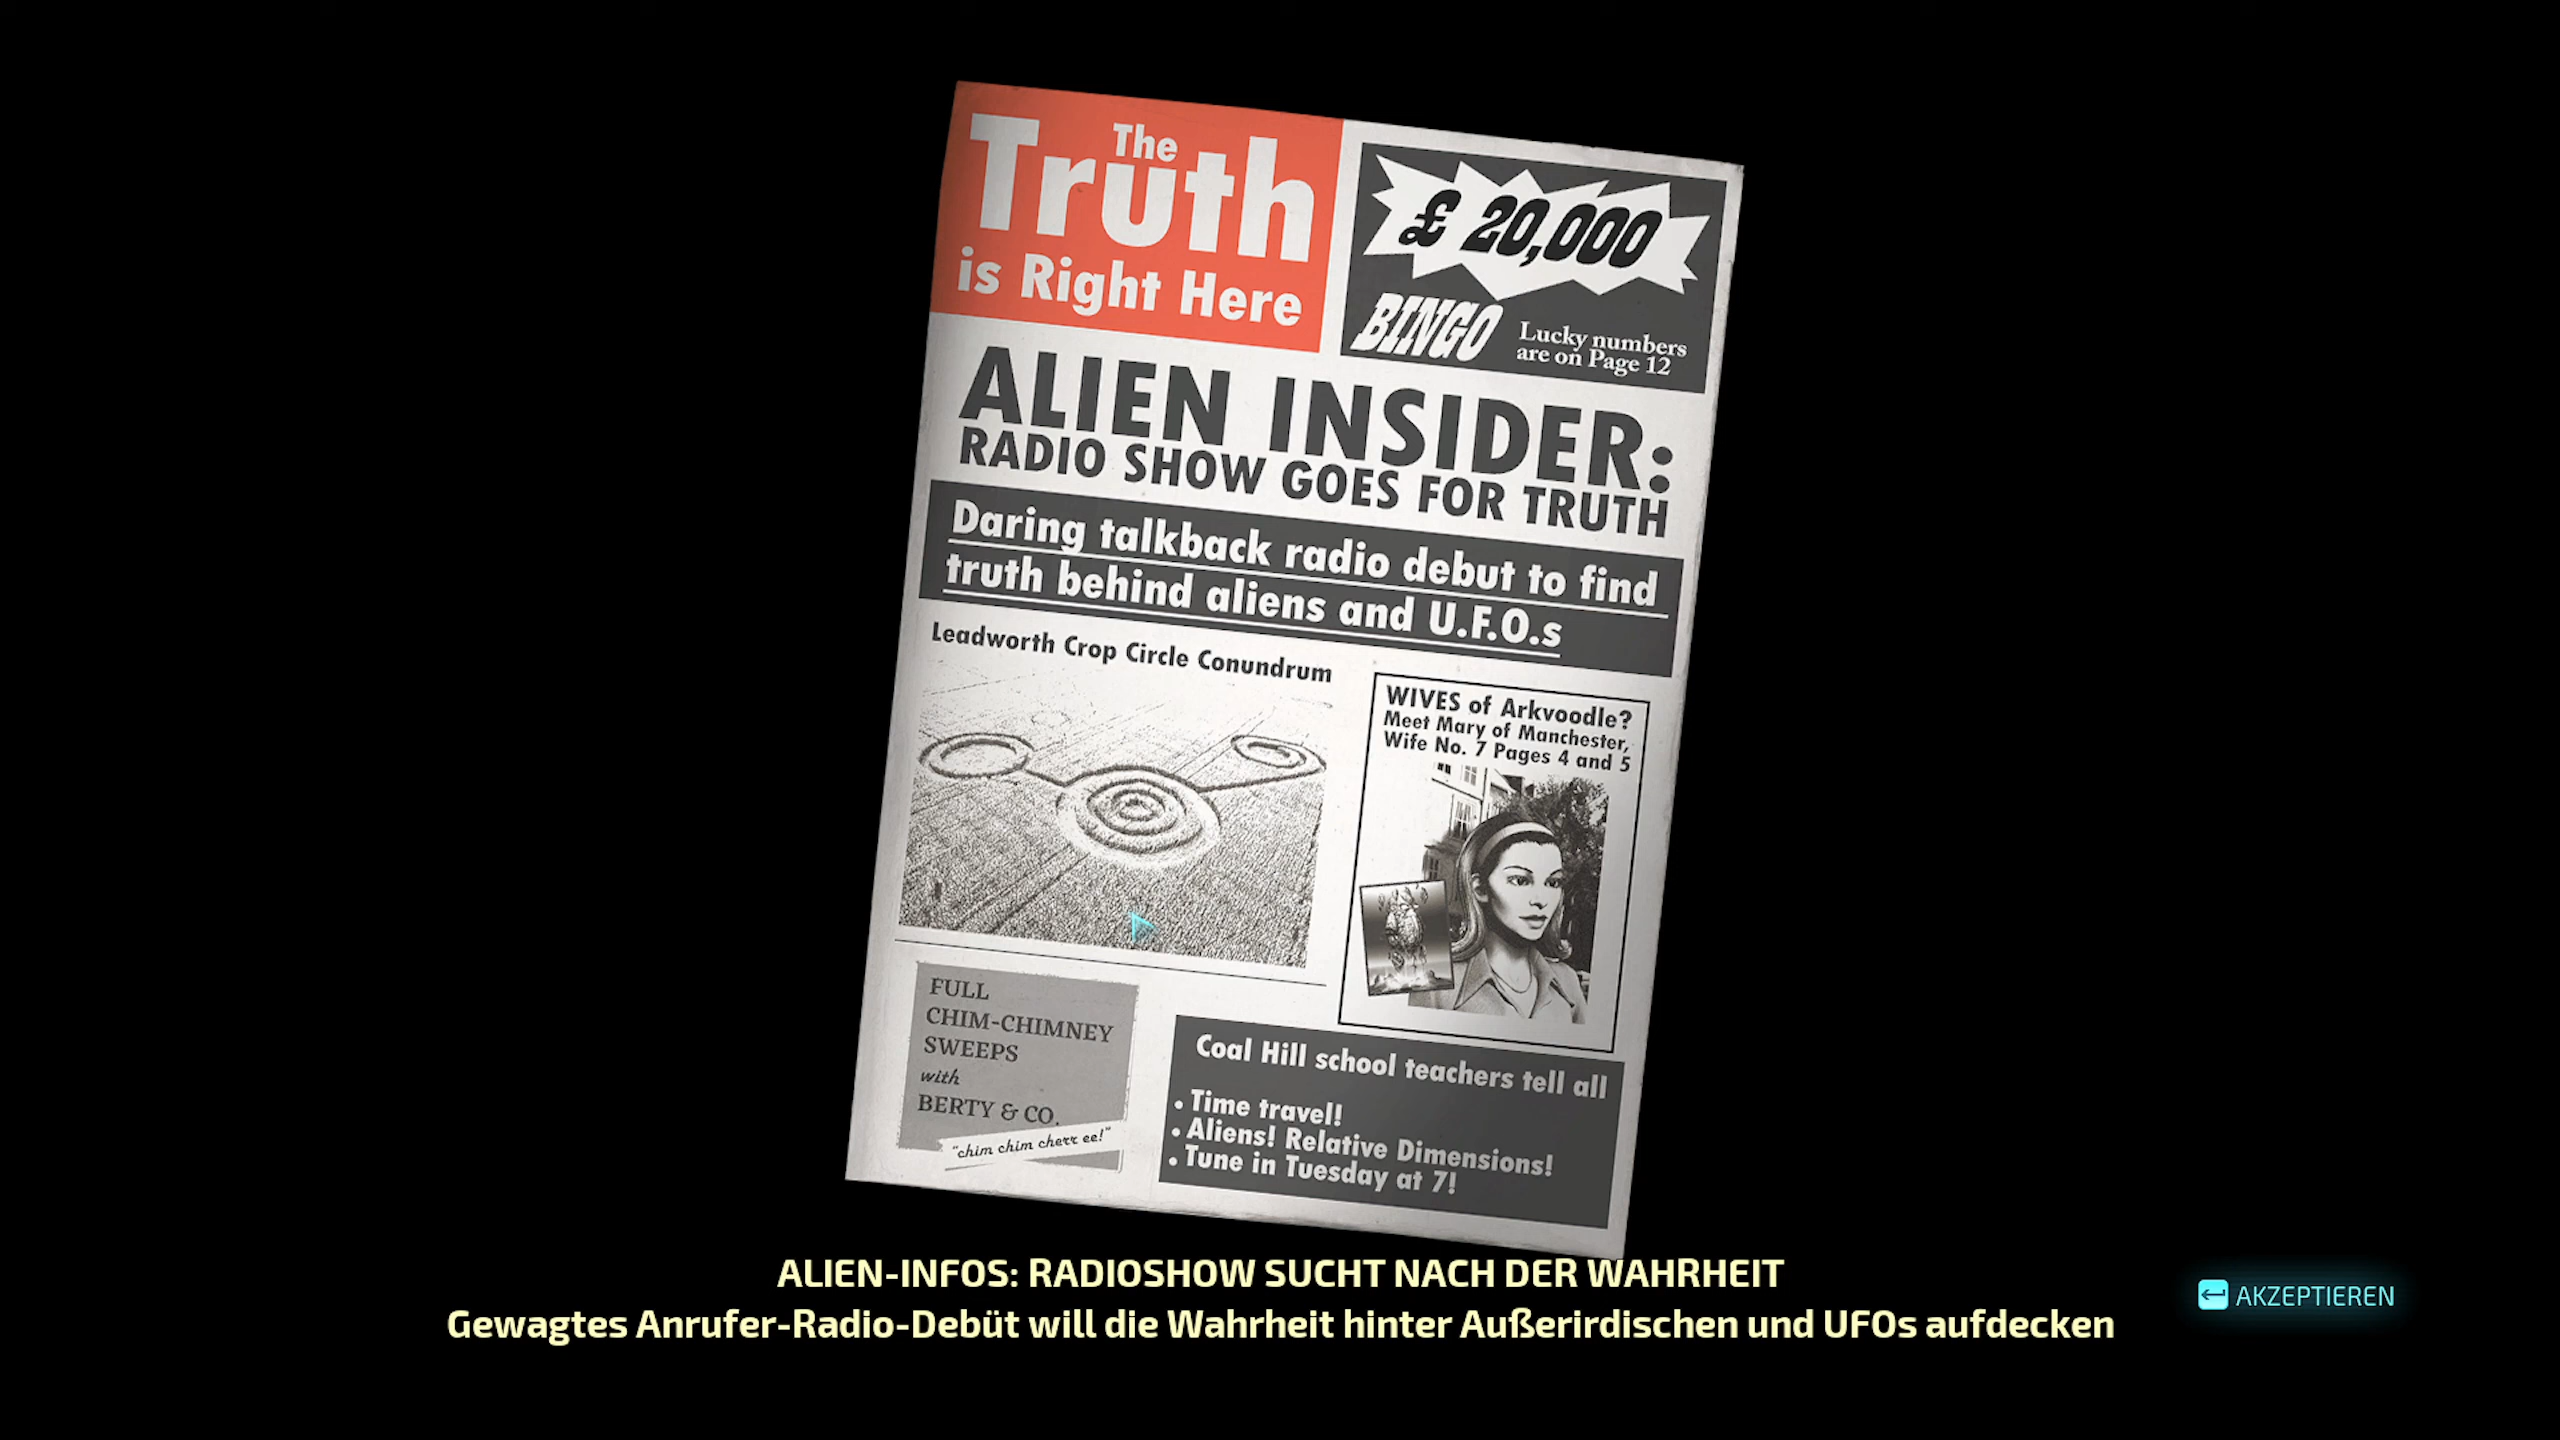 The
Truth
is Right Here
£ 20,000
BINGO
Lucky numbers
are on Page 12
ALIEN INSIDER:
RADIO SHOW GOES FOR TRUTH
Daring talkback radio debut to find
truth behind aliens and U.F.O.s
Leadworth Crop Circle Conundrum
WIVES of Arkvoodle?
Meet Mary of Manchester,
Wife No. 7 Pages 4 and 5
FULL
CHIM-CHIMNEY
SWEEPS
with
BERTY & CO.
"chim chim cherr ee!"
Coal Hill school teachers tell all
• Time travel!
• Aliens! Relative Dimensions!
• Tune in Tuesday at 7!
ALIEN-INFOS: RADIOSHOW SUCHT NACH DER WAHRHEIT
Gewagtes Anrufer-Radio-Debüt will die Wahrheit hinter Außerirdischen und UFOs aufdecken
AKZEPTIEREN